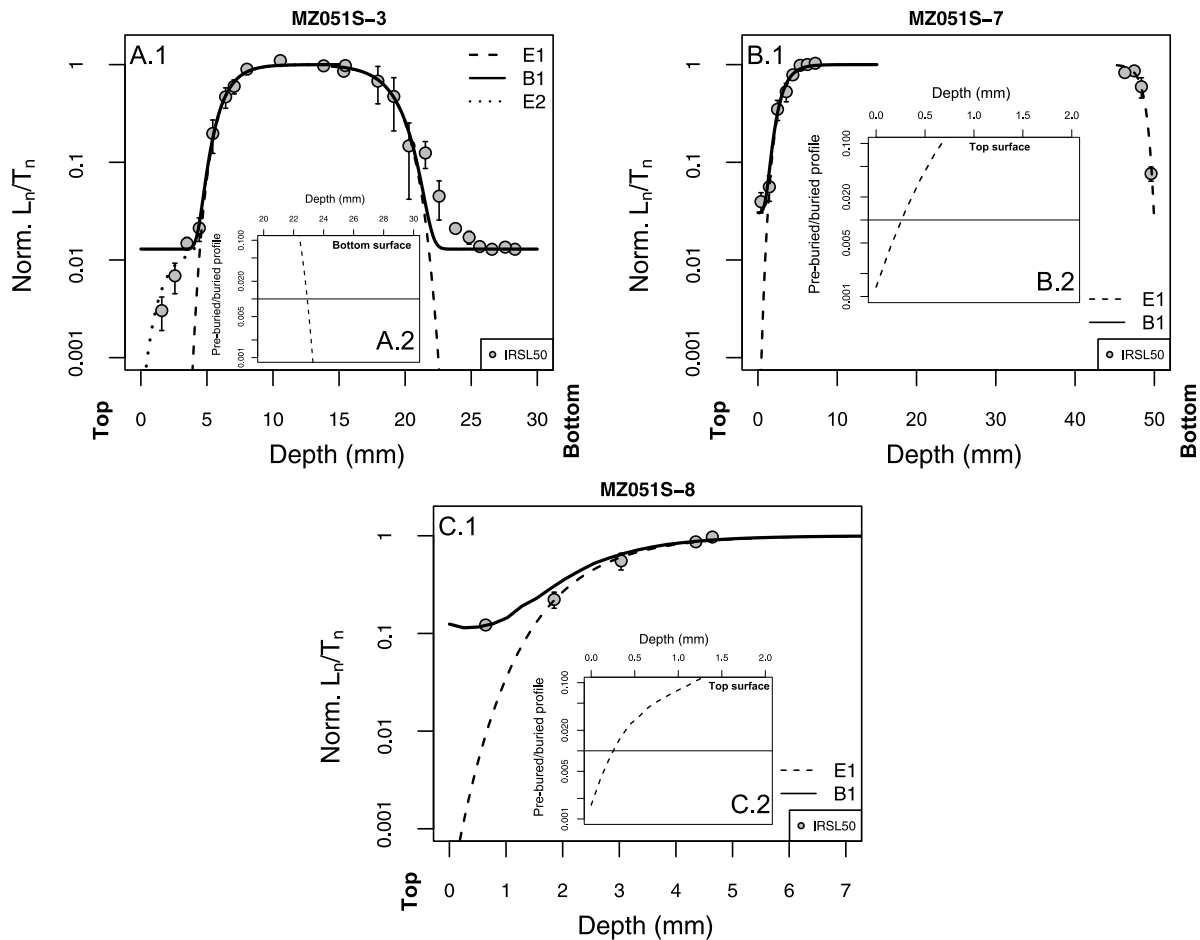 MZ051S−3
A.1
E1
B1
E2
Norm. Ln/Tn
1
0.1
0.01
0.001
Depth (mm)
20 22 24 26 28 30
Bottom surface
Pre−buried/buried profile
0.100
0.020
0.005
0.001
A.2
IRSL50
0 5 10 15 20 25 30
Top
Depth (mm)
Bottom
MZ051S−7
B.1
Norm. Ln/Tn
1
0.1
0.01
0.001
Depth (mm)
0.0 0.5 1.0 1.5 2.0
Top surface
Pre−buried/buried profile
0.100
0.020
0.005
0.001
B.2
E1
B1
IRSL50
0 10 20 30 40 50
Top
Depth (mm)
Bottom
MZ051S−8
C.1
Norm. Ln/Tn
1
0.1
0.01
0.001
Depth (mm)
0.0 0.5 1.0 1.5 2.0
Top surface
Pre−bured/buried profile
0.100
0.020
0.005
0.001
C.2
E1
B1
IRSL50
0 1 2 3 4 5 6 7
Top
Depth (mm)